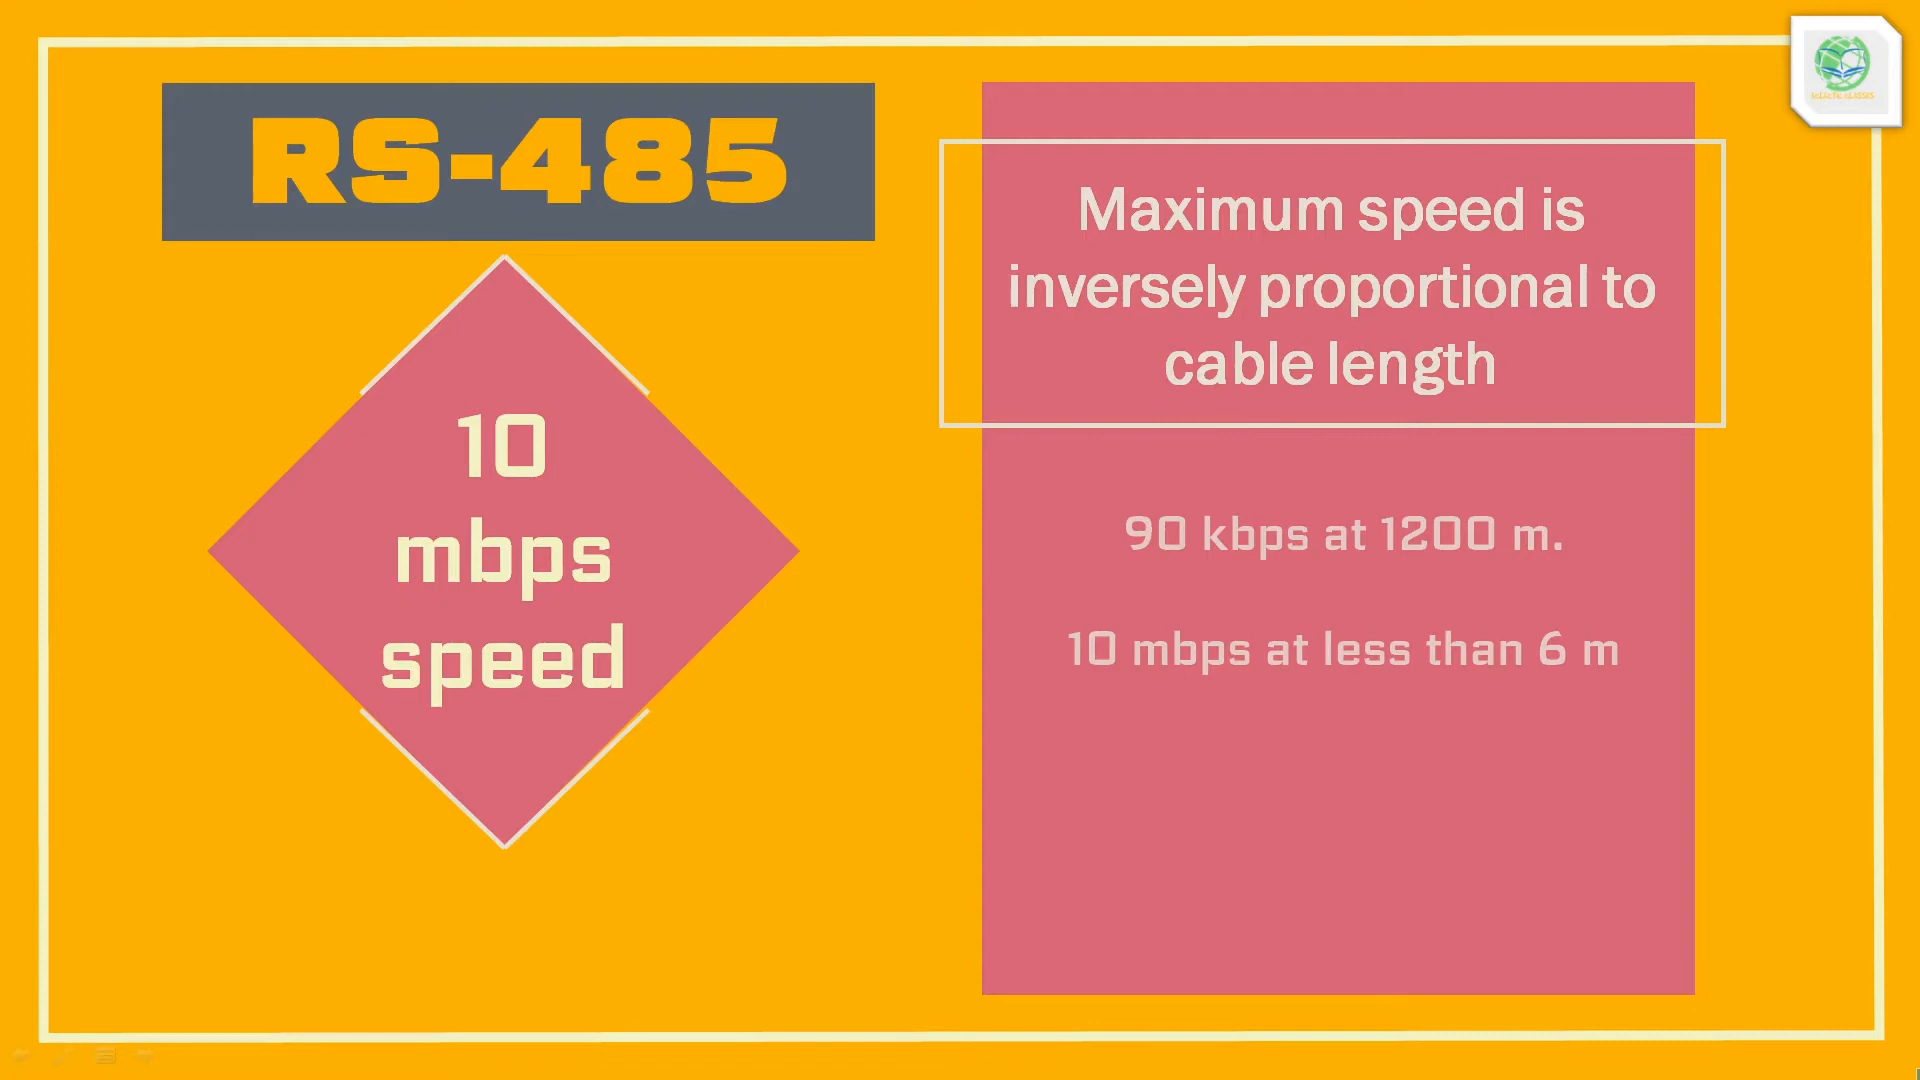 RS-485
10
mbps
speed
Maximum speed is
inversely proportional to
cable length
90 kbps at 1200 m.
10 mbps at less than 6 m